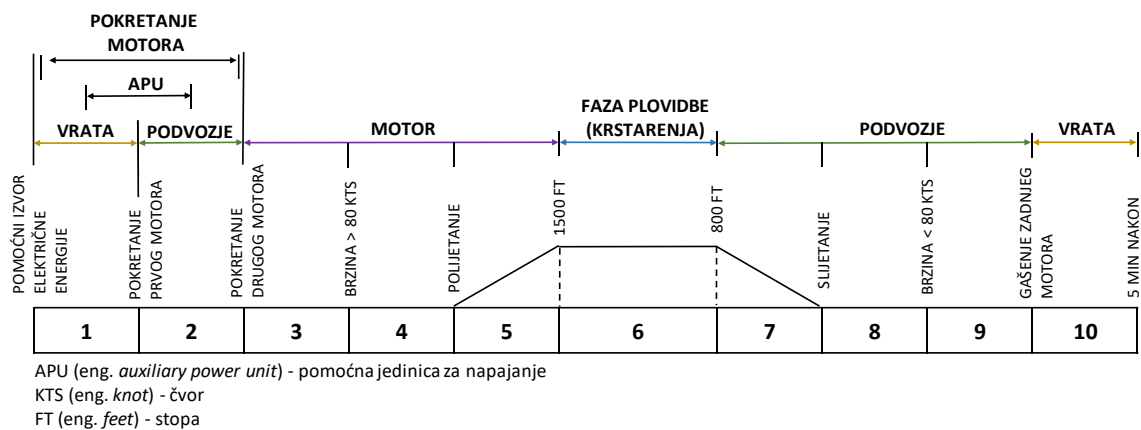 POKRETANJE
MOTORA
APU
VRATA
PODVOZJE
MOTOR
FAZA PLOVIDBE
(KRSTARENJA)
PODVOZJE
VRATA
POMOĆNI IZVOR
ELEKTRIČNE
ENERGIJE
POKRETANJE
PRVOG MOTORA
POKRETANJE
DRUGOG MOTORA
BRZINA > 80 KTS
POLIJETANJE
1500 FT
800 FT
SLIJETANJE
BRZINA < 80 KTS
GAŠENJE ZADNJEG
MOTORA
5 MIN NAKON
1 2 3 4 5 6 7 8 9 10
APU (eng. auxiliary power unit) - pomoćna jedinica za napajanje
KTS (eng. knot) - čvor
FT (eng. feet) - stopa